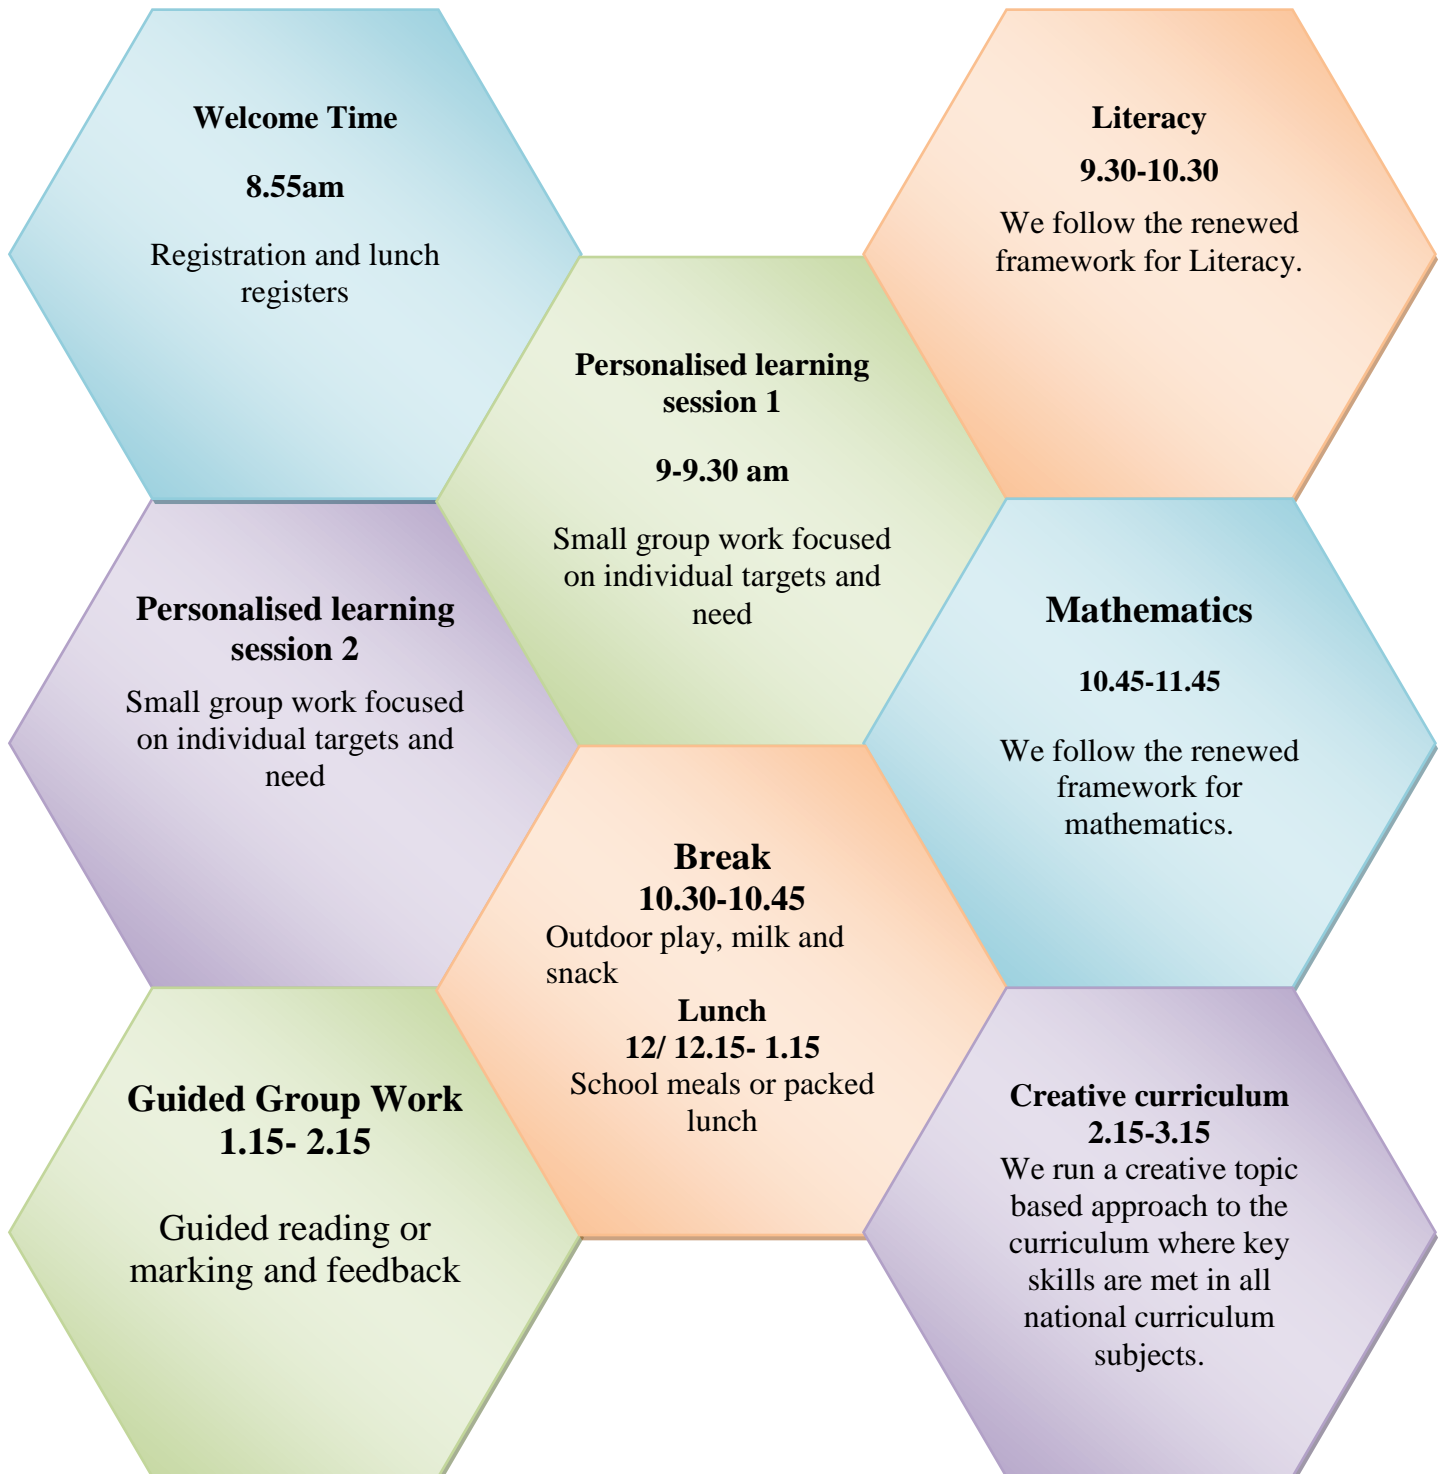 Welcome Time
8.55am
Registration and lunch
registers
Literacy
9.30-10.30
We follow the renewed
framework for Literacy.
Personalised learning
session 1
9-9.30 am
Small group work focused
on individual targets and
need
Personalised learning
session 2
Small group work focused
on individual targets and
need
Mathematics
10.45-11.45
We follow the renewed
framework for
mathematics.
Break
10.30-10.45
Outdoor play, milk and
snack
Lunch
12/ 12.15- 1.15
School meals or packed
lunch
Guided Group Work
1.15- 2.15
Guided reading or
marking and feedback
Creative curriculum
2.15-3.15
We run a creative topic
based approach to the
curriculum where key
skills are met in all
national curriculum
subjects.